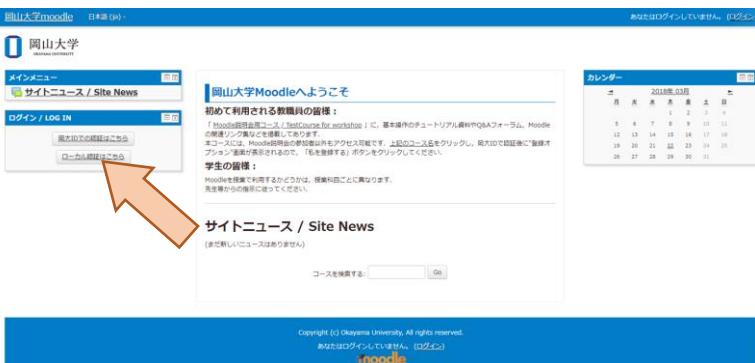 岡山大学moodle 日本語 (ja)
あなたはログインしていません。(ログイン)
岡山大学
OKAYAMA UNIVERSITY
メインメニュー
サイトニュース / Site News
ログイン / LOG IN
岡大IDでの認証はこちら
ローカル認証はこちら
岡山大学Moodleへようこそ
初めて利用される教職員の皆様：
「 Moodle説明会用コース / TestCourse for workshop 」に、基本操作のチュートリアル資料やQ&Aフォーラム、Moodle
の関連リンク集などを掲載してあります。
本コースには、Moodle説明会の参加者以外もアクセス可能です。上記のコース名をクリックし、岡大IDで認証後に"登録オ
プション"画面が表示されるので、「私を登録する」ボタンをクリックしてください。
学生の皆様：
Moodleを授業で利用するかどうかは、授業科目ごとに異なります。
先生等からの指示に従ってください。
サイトニュース / Site News
(まだ新しいニュースはありません)
コースを検索する: Go
カレンダー
◄ 2018年 03月 ►
月 火 水 木 金 土 日
1 2 3 4
5 6 7 8 9 10 11
12 13 14 15 16 17 18
19 20 21 22 23 24 25
26 27 28 29 30 31
Copyright (c) Okayama University, All rights reserved.
あなたはログインしていません。(ログイン)
moodle